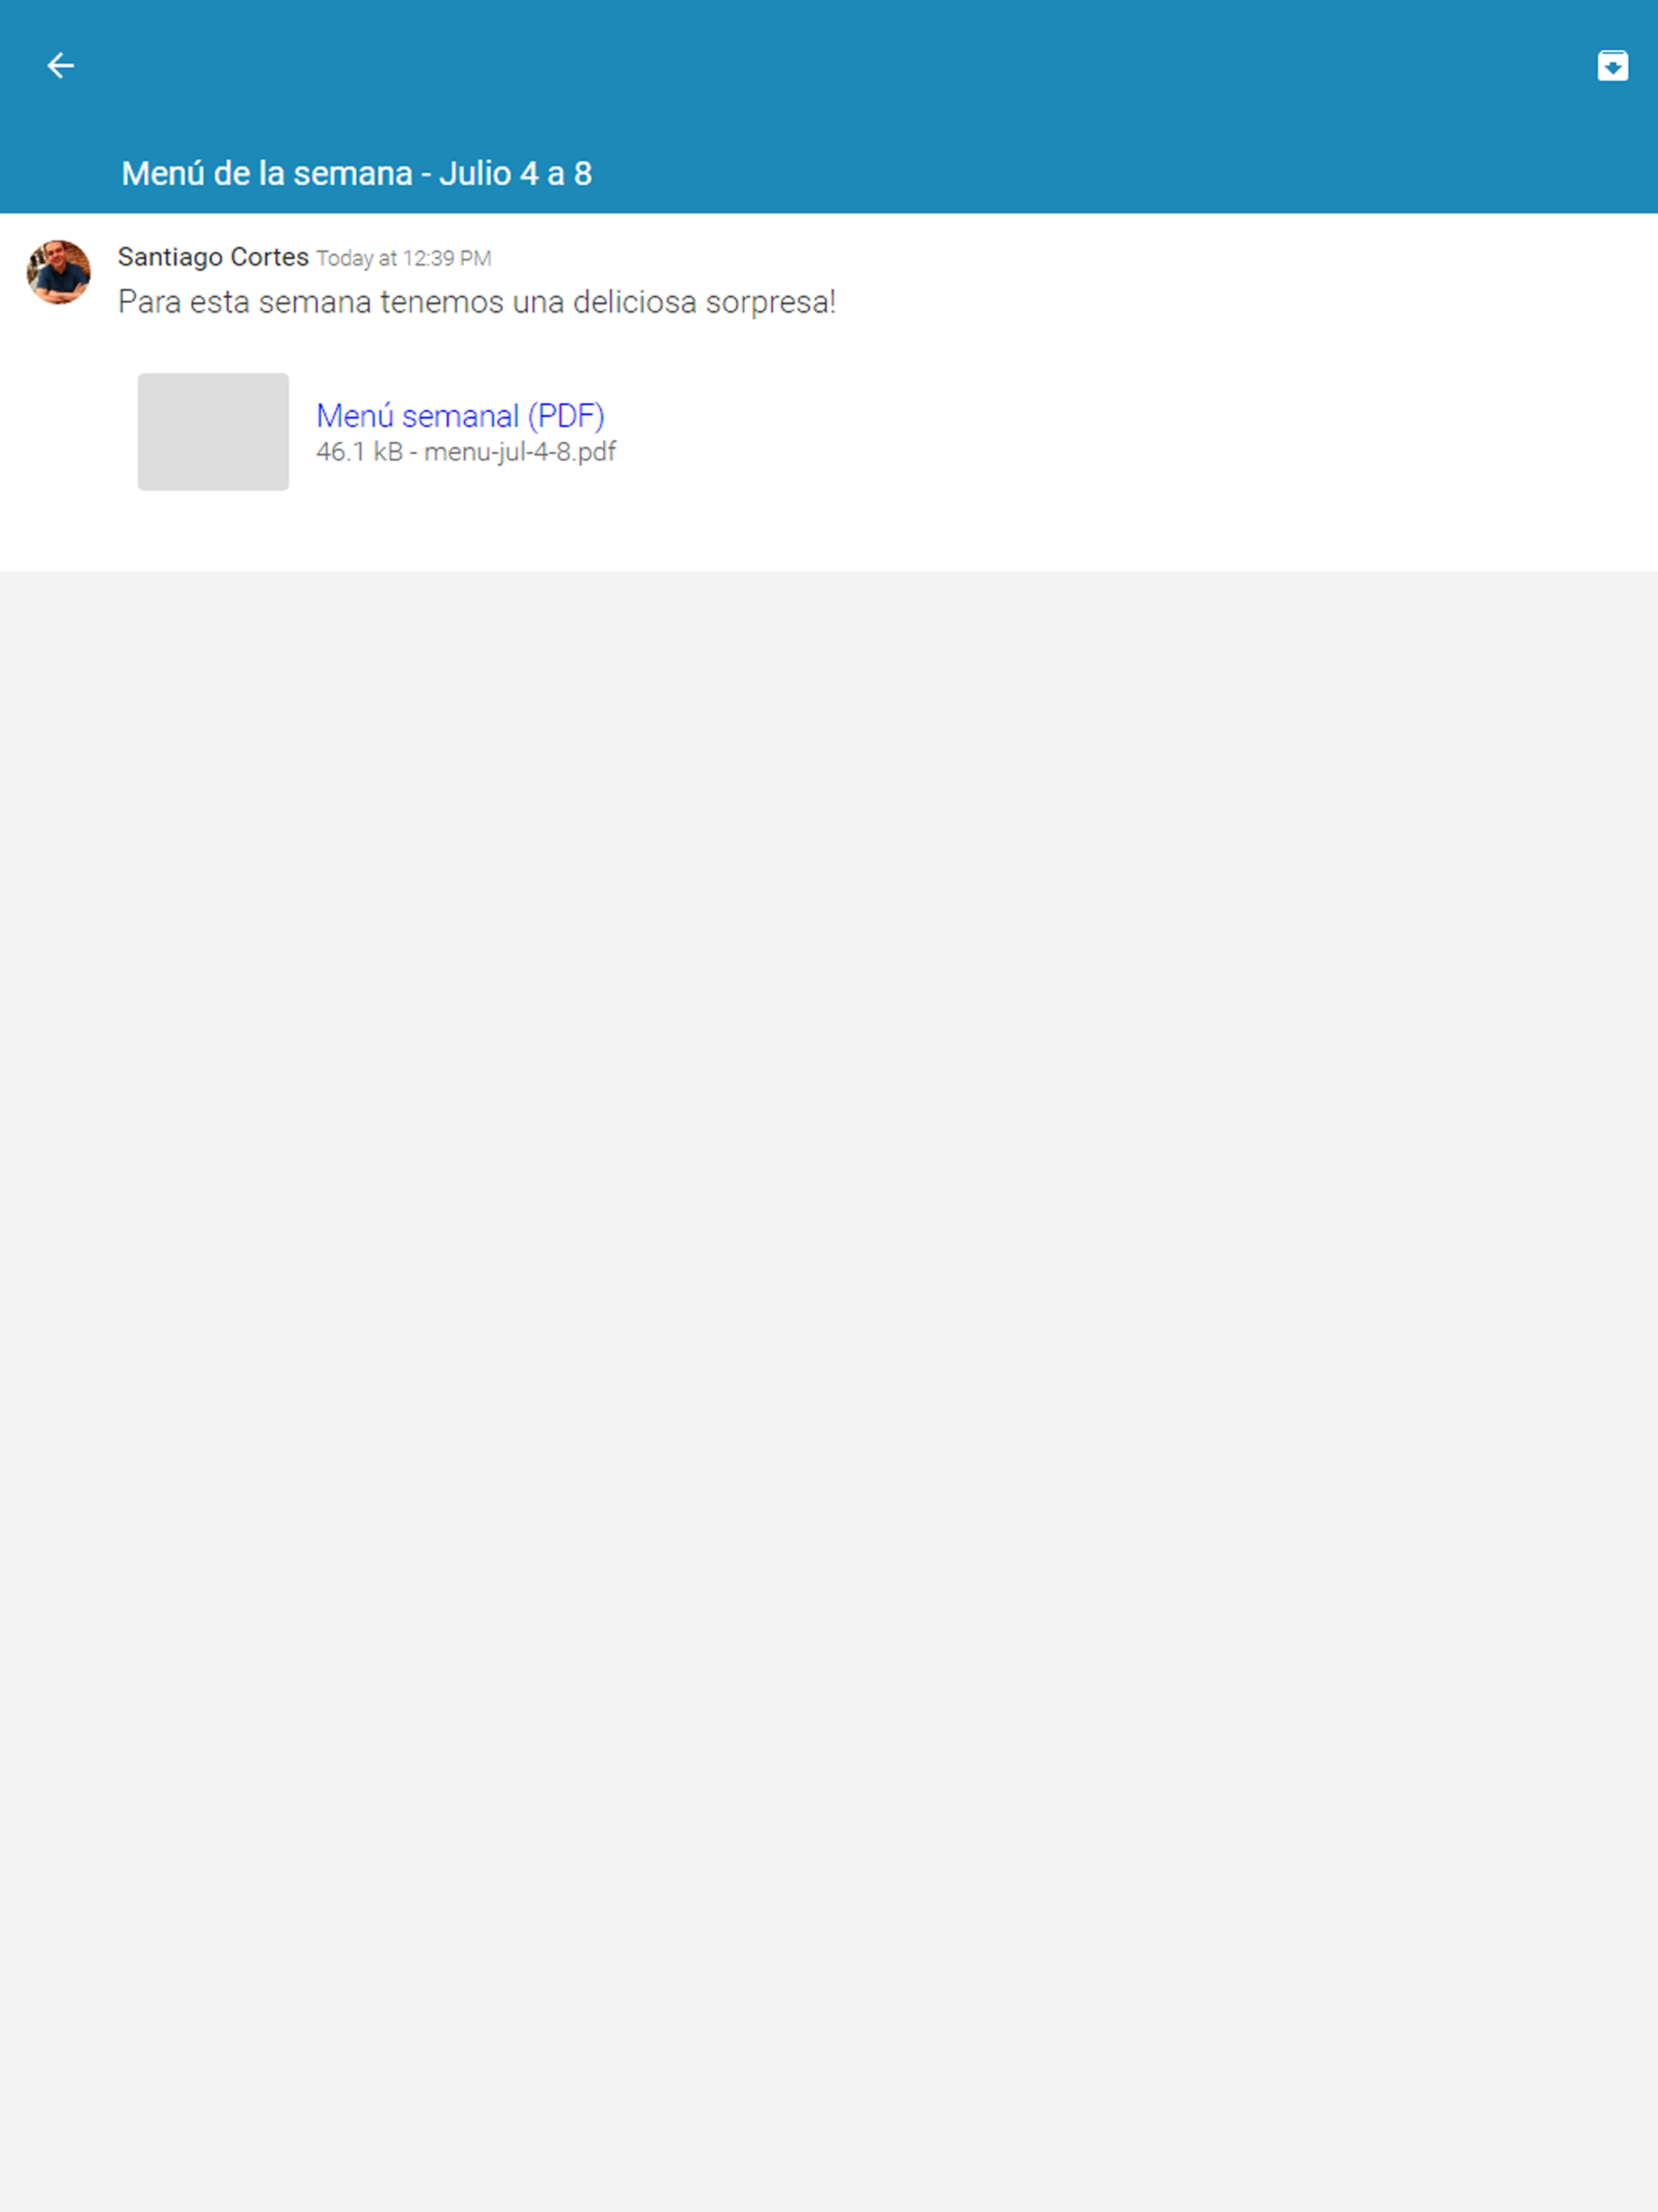 Menú de la semana - Julio 4 a 8
Santiago Cortes Today at 12:39 PM
Para esta semana tenemos una deliciosa sorpresa!
Menú semanal (PDF)
46.1 kB - menu-jul-4-8.pdf